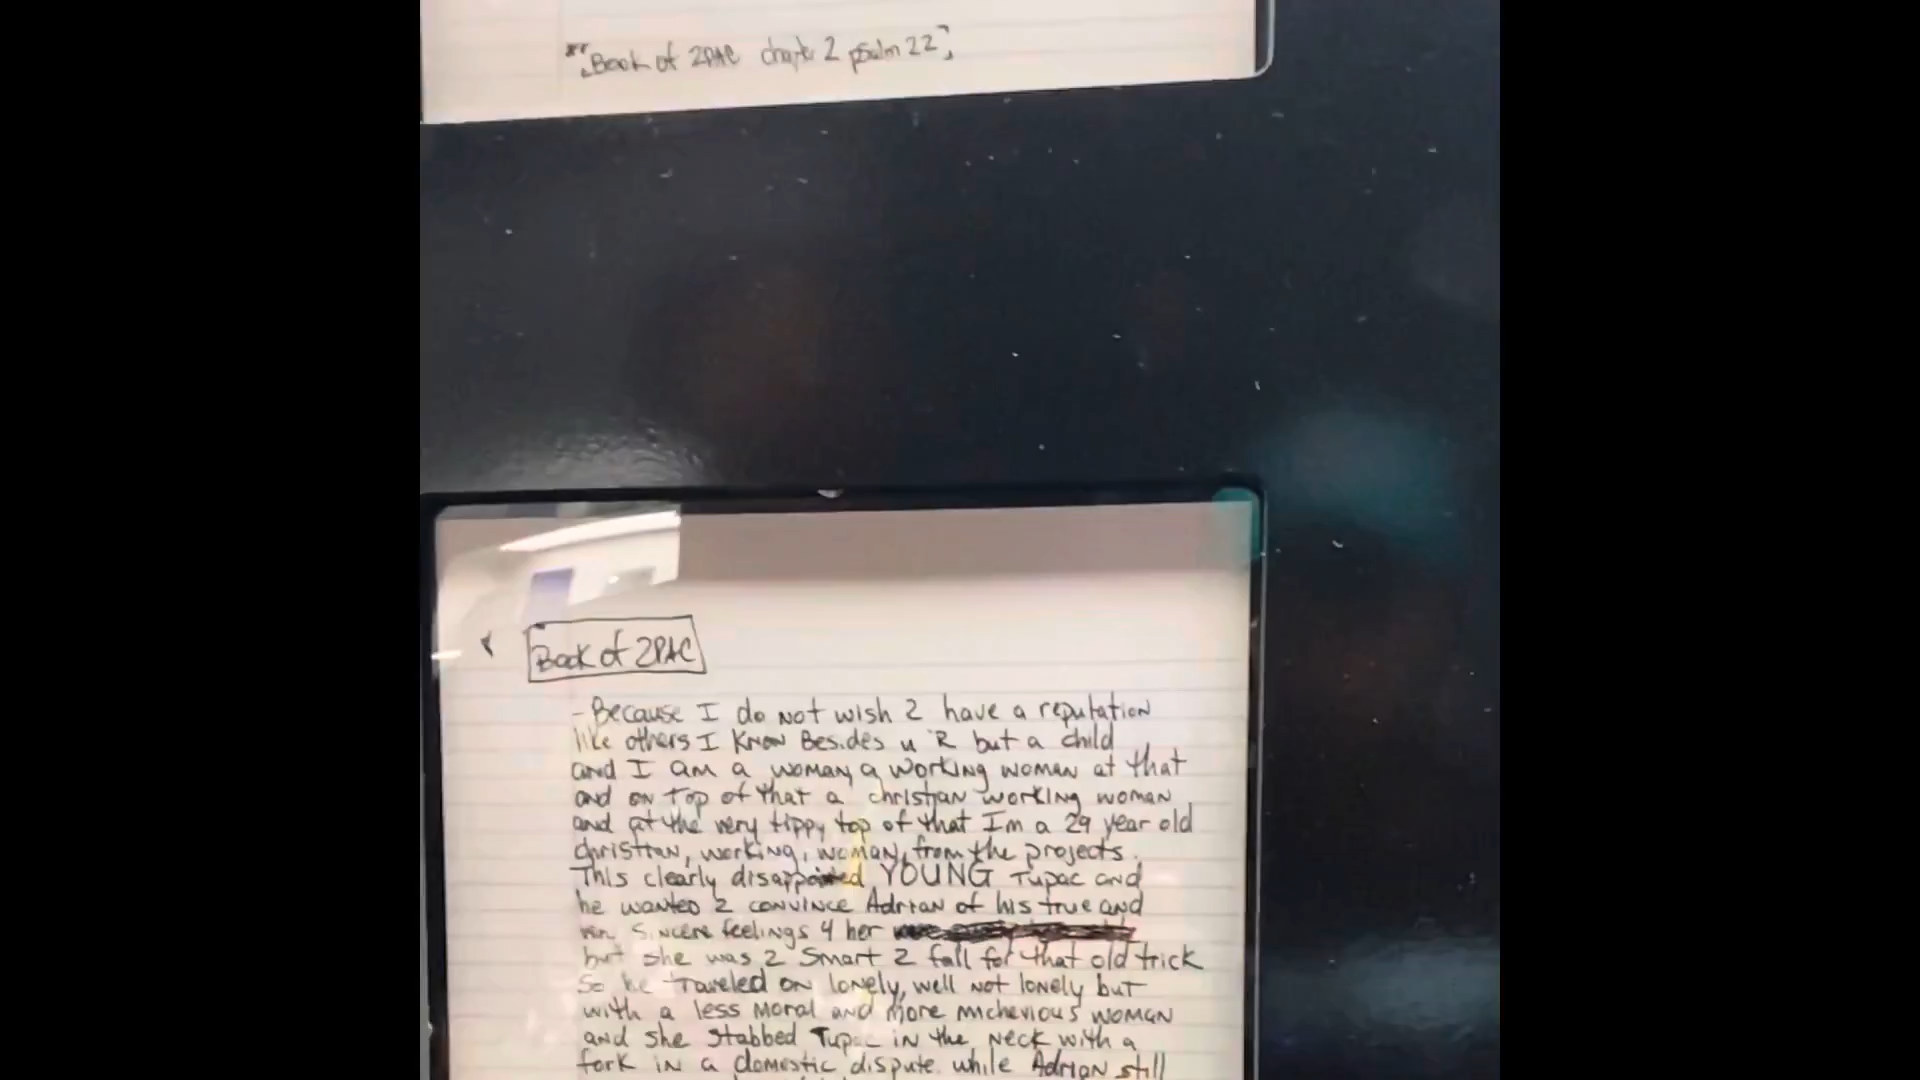 **[Book of 2PAC chapt 2 psalm 22]
Book of 2PAC
- Because I do not wish 2 have a reputation
like others I know Besides u R but a child
and I am a woman, a working woman at that
and on top of that a christian working woman
and at the very tippy top of that Im a 29 year old
christian, working, woman, from the projects.
This clearly disappointed YOUNG Tupac and
he wanted 2 convince Adrian of his true and
sincere feelings 4 her
but she was 2 smart 2 fall for that old trick
So he traveled on lonely, well not lonely but
with a less moral and more michevious woman
and she stabbed Tupac in the neck with a
fork in a domestic dispute. while Adrian still